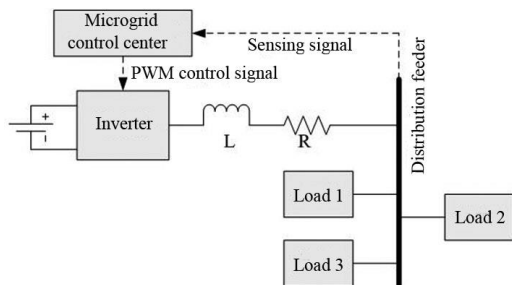 Microgrid
control center
Sensing signal
PWM control signal
+
-
Inverter
L
R
Distribution feeder
Load 1
Load 2
Load 3